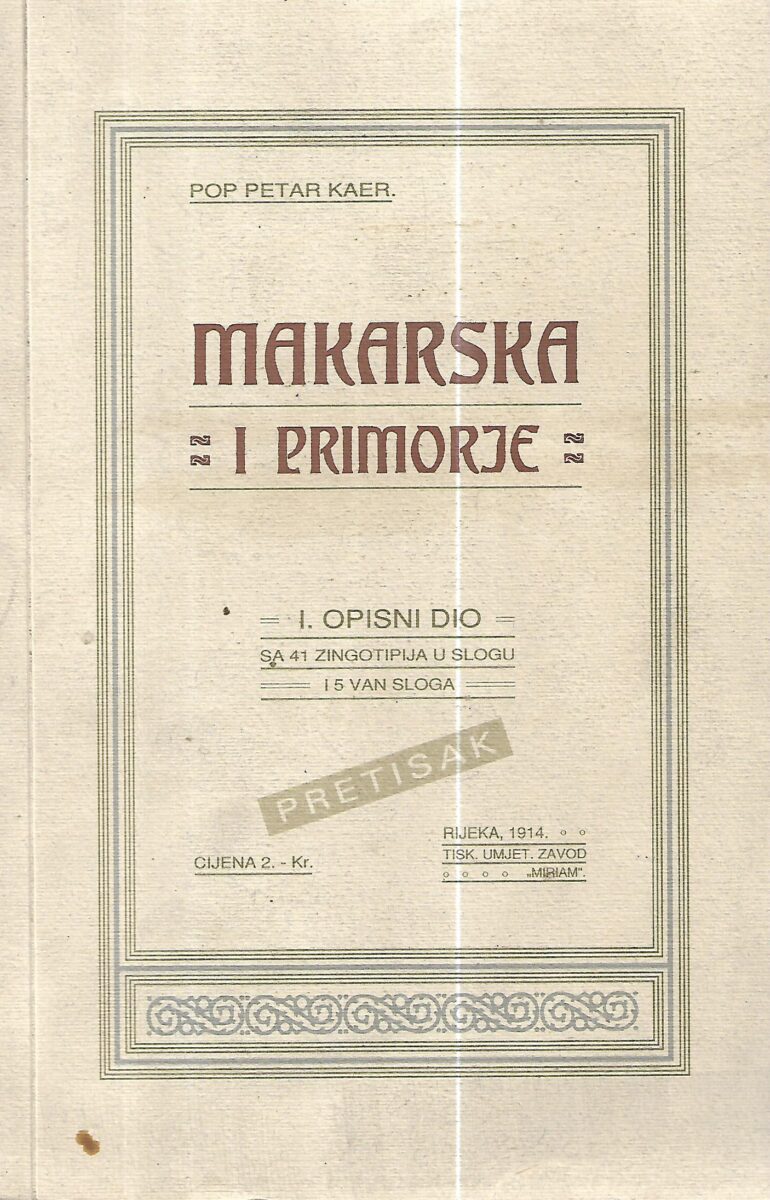 POP PETAR KAER.
MAKARSKA
I PRIMORJE
I. OPISNI DIO
SA 41 ZINGOTIPIJA U SLOGU
I 5 VAN SLOGA
PRETISAK
CIJENA 2. - Kr.
RIJEKA, 1914.
TISK. UMJET. ZAVOD
„MIRIAM".